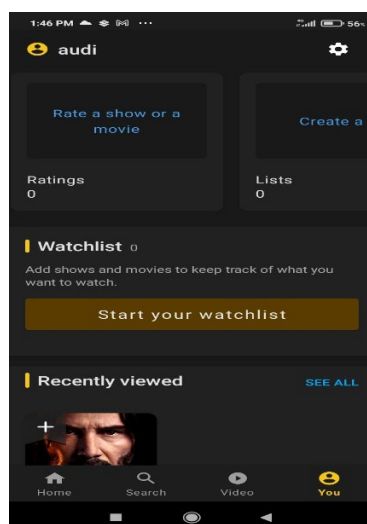 1:46 PM ... 56%
audi
Rate a show or a
movie
Create a
Ratings
0
Lists
0
Watchlist 0
Add shows and movies to keep track of what you
want to watch.
Start your watchlist
Recently viewed
SEE ALL
Home
Search
Video
You